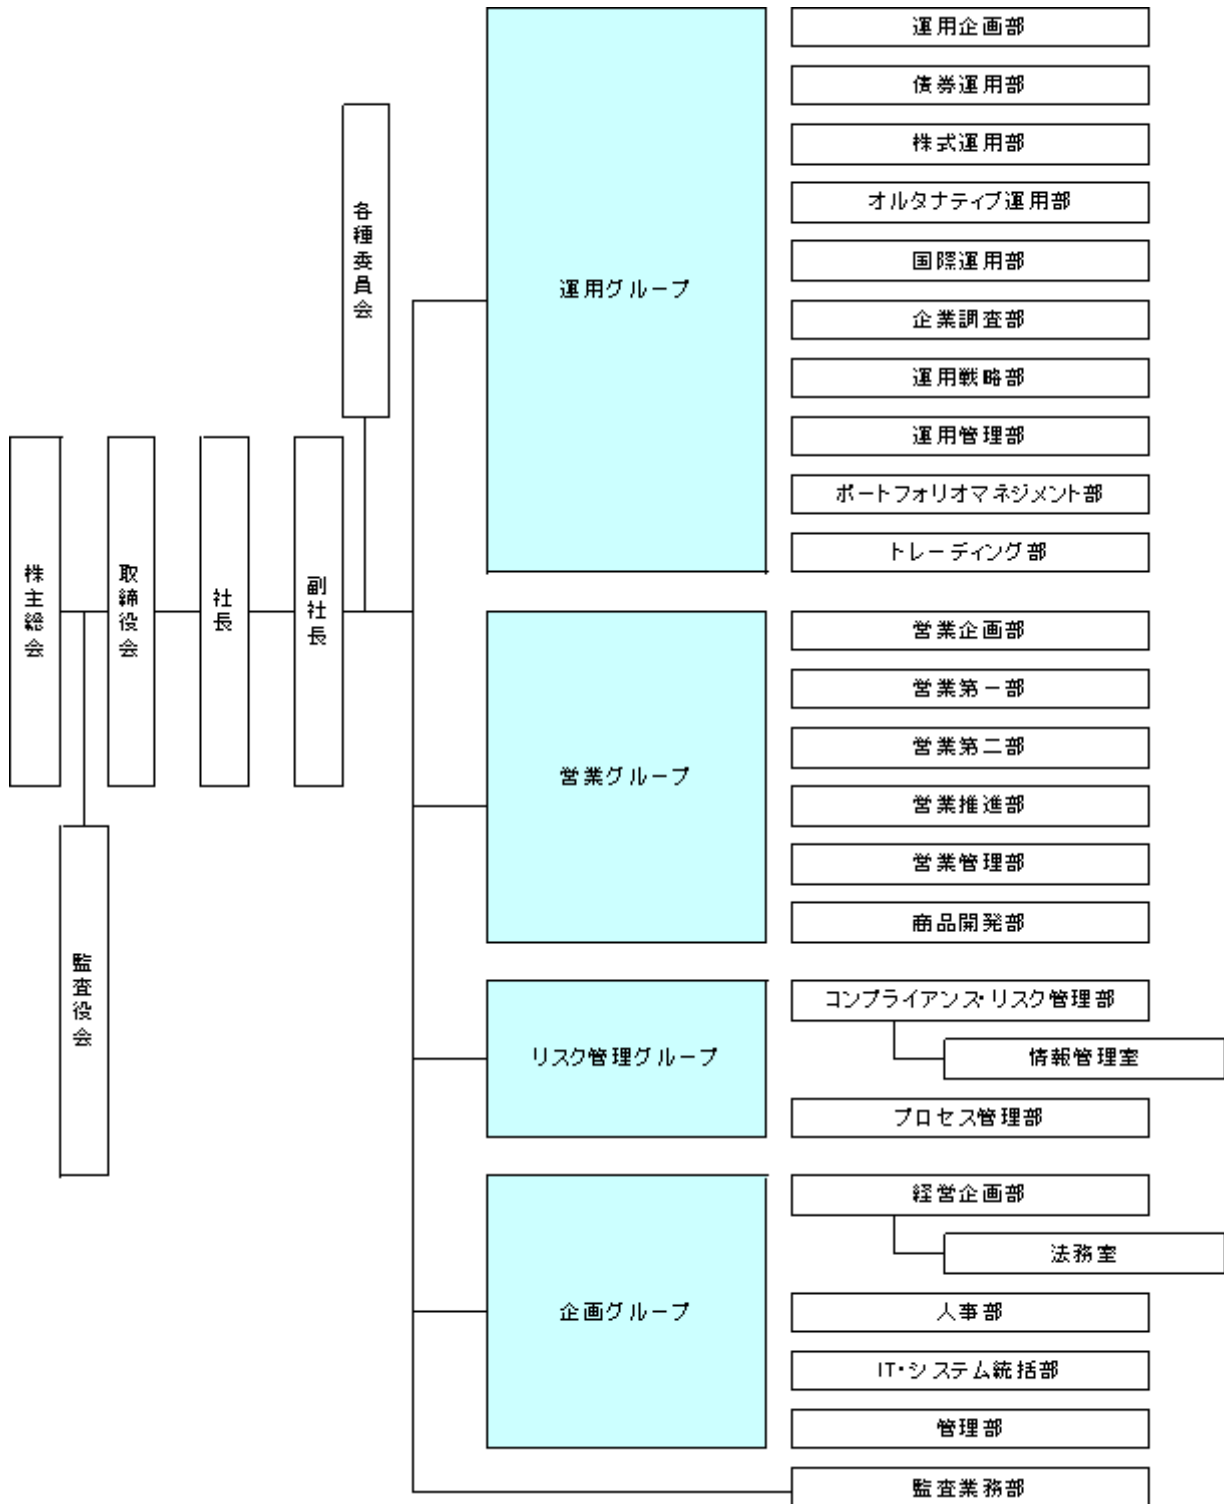 株主総会
監査役会
取締役会
社長
副社長
各種委員会
運用グループ
運用企画部
債券運用部
株式運用部
オルタナティブ運用部
国際運用部
企業調査部
運用戦略部
運用管理部
ポートフォリオマネジメント部
トレーディング部
営業グループ
営業企画部
営業第一部
営業第二部
営業推進部
営業管理部
商品開発部
リスク管理グループ
コンプライアンス・リスク管理部
情報管理室
プロセス管理部
企画グループ
経営企画部
法務室
人事部
IT・システム統括部
管理部
監査業務部